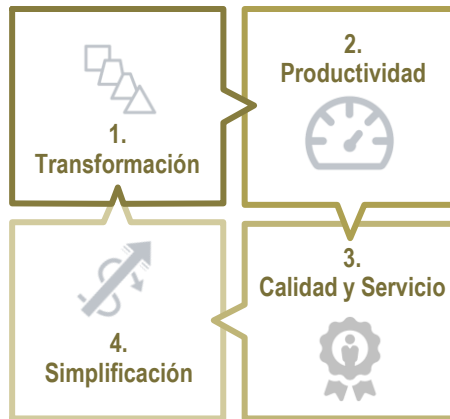 1.
Transformación
2.
Productividad
3.
Calidad y Servicio
4.
Simplificación